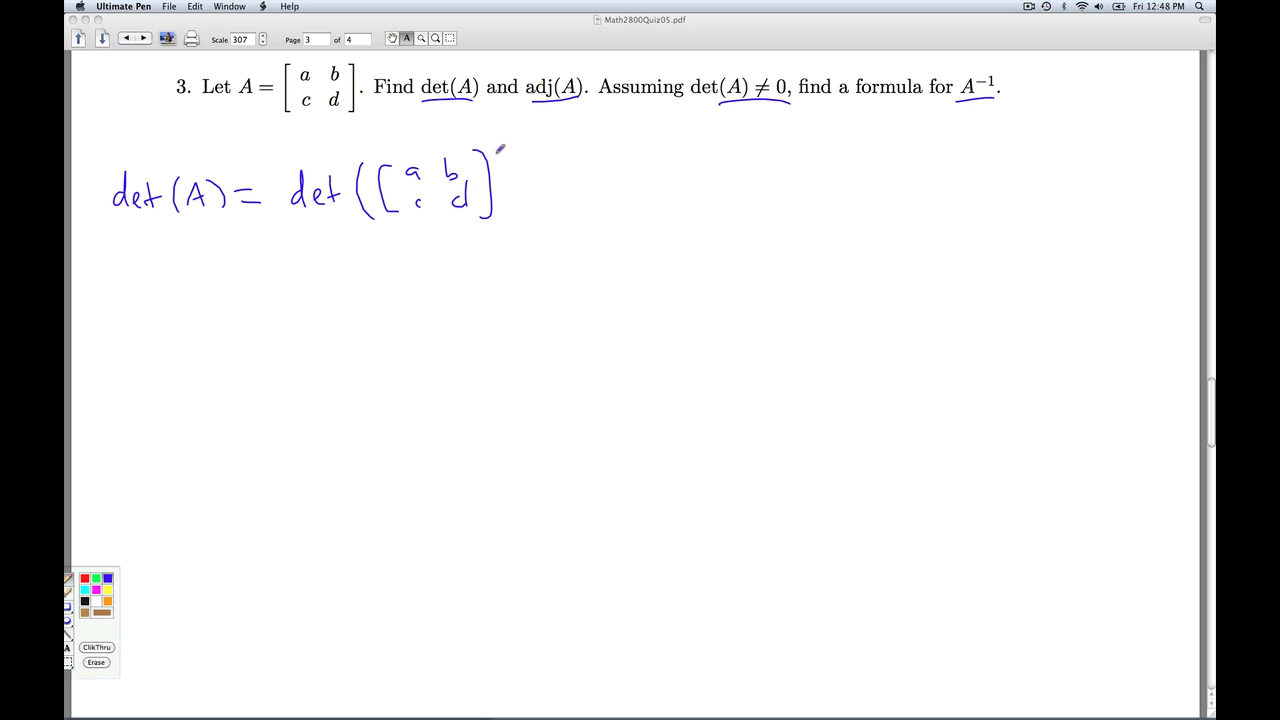 Ultimate Pen File Edit Window Help Fri 12:48 PM
Math2800Quiz05.pdf
Scale 307 Page 3 of 4 A
3. Let A = [ a b
c d ]. Find det(A) and adj(A). Assuming det(A) ≠ 0, find a formula for A⁻¹.
det(A) = det([ a b
c d ]
A
ClikThru
Erase